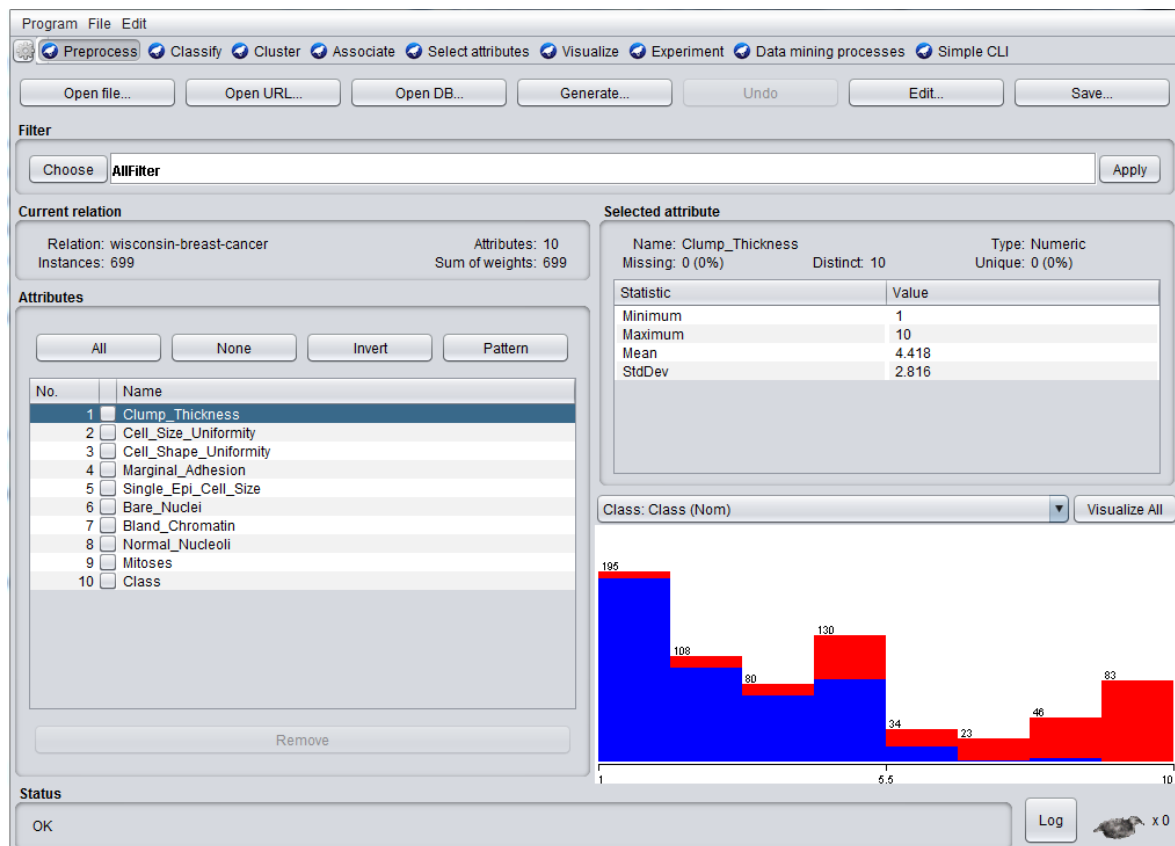 Program File Edit
Preprocess Classify Cluster Associate Select attributes Visualize Experiment Data mining processes Simple CLI
Open file... Open URL... Open DB... Generate... Undo Edit... Save...
Filter
Choose AllFilter Apply
Current relation
Relation: wisconsin-breast-cancer Attributes: 10
Instances: 699 Sum of weights: 699
Attributes
All None Invert Pattern
No. Name
1 Clump_Thickness
2 Cell_Size_Uniformity
3 Cell_Shape_Uniformity
4 Marginal_Adhesion
5 Single_Epi_Cell_Size
6 Bare_Nuclei
7 Bland_Chromatin
8 Normal_Nucleoli
9 Mitoses
10 Class
Remove
Selected attribute
Name: Clump_Thickness Type: Numeric
Missing: 0 (0%) Distinct: 10 Unique: 0 (0%)
Statistic Value
Minimum 1
Maximum 10
Mean 4.418
StdDev 2.816
Class: Class (Nom) Visualize All
195
108
80
130
34
23
46
83
1 5.5 10
Status
OK
Log x 0